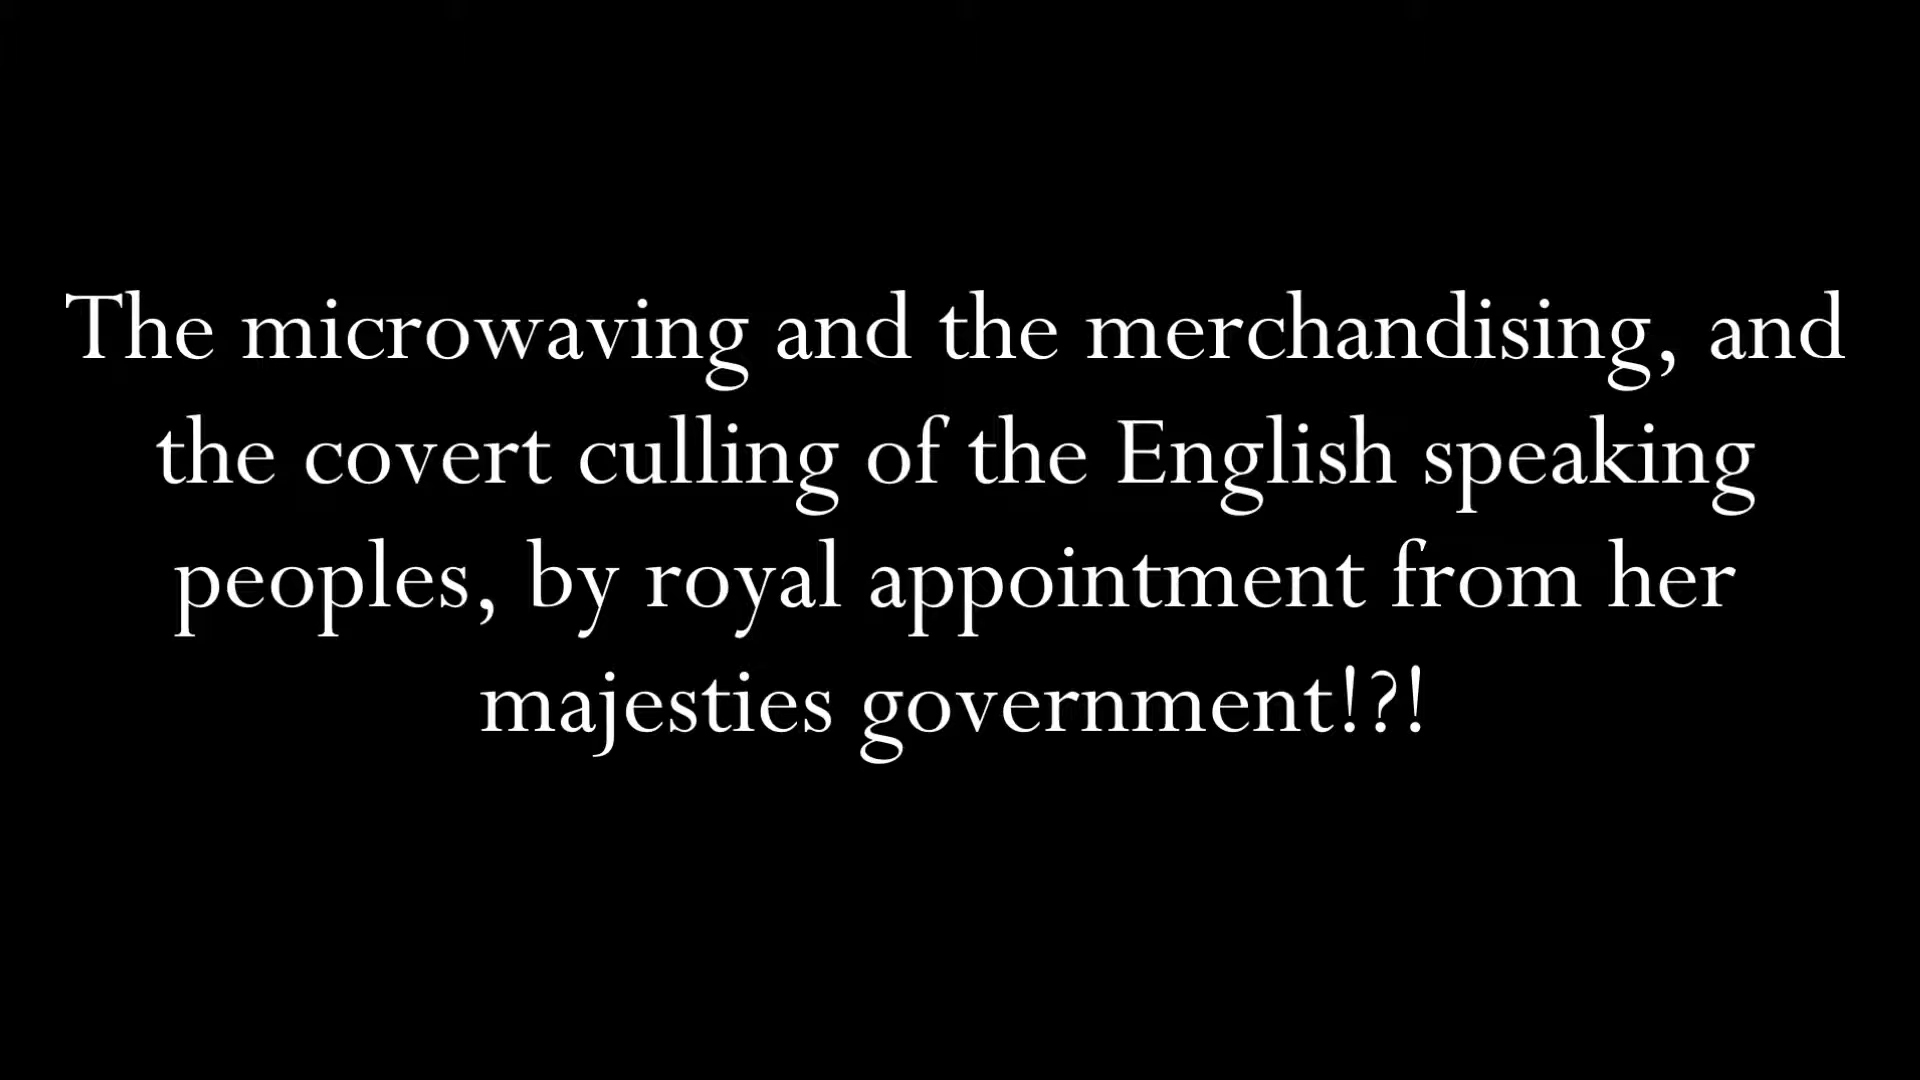 The microwaving and the merchandising, and
the covert culling of the English speaking
peoples, by royal appointment from her
majesties government!?!